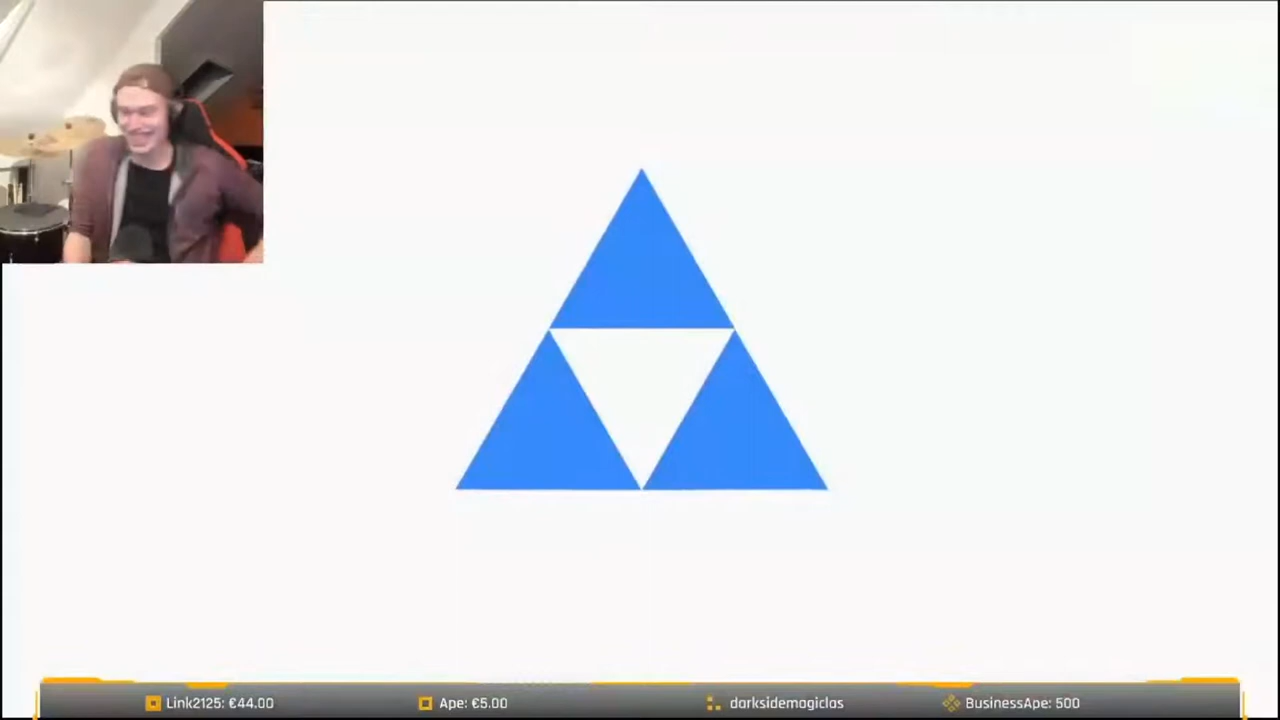 Link2125: €44.00
Ape: €5.00
darksidemagiclas
BusinessApe: 500